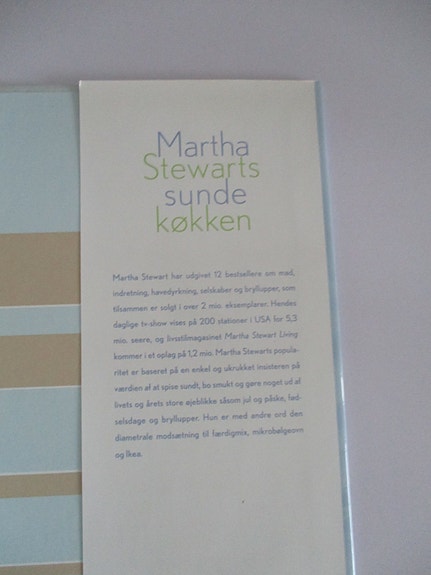 Martha
Stewarts
sunde
køkken
Martha Stewart har udgivet 12 bestsellere om mad,
indretning, havedyrkning, selskaber og bryllupper, som
tilsammen er solgt i over 2 mio. eksemplarer. Hendes
daglige tv-show vises på 200 stationer i USA for 5,3
mio. seere, og livsstilmagasinet Martha Stewart Living
kommer i et oplag på 1,2 mio. Martha Stewarts popula-
ritet er baseret på en enkel og ukrukket insisteren på
værdien af at spise sundt, bo smukt og gøre noget ud af
livets og årets store øjeblikke såsom jul og påske, fød-
selsdage og bryllupper. Hun er med endre ord den
diametrale modsætning til færdigmix, mikrobølgeovn
og Ikea.